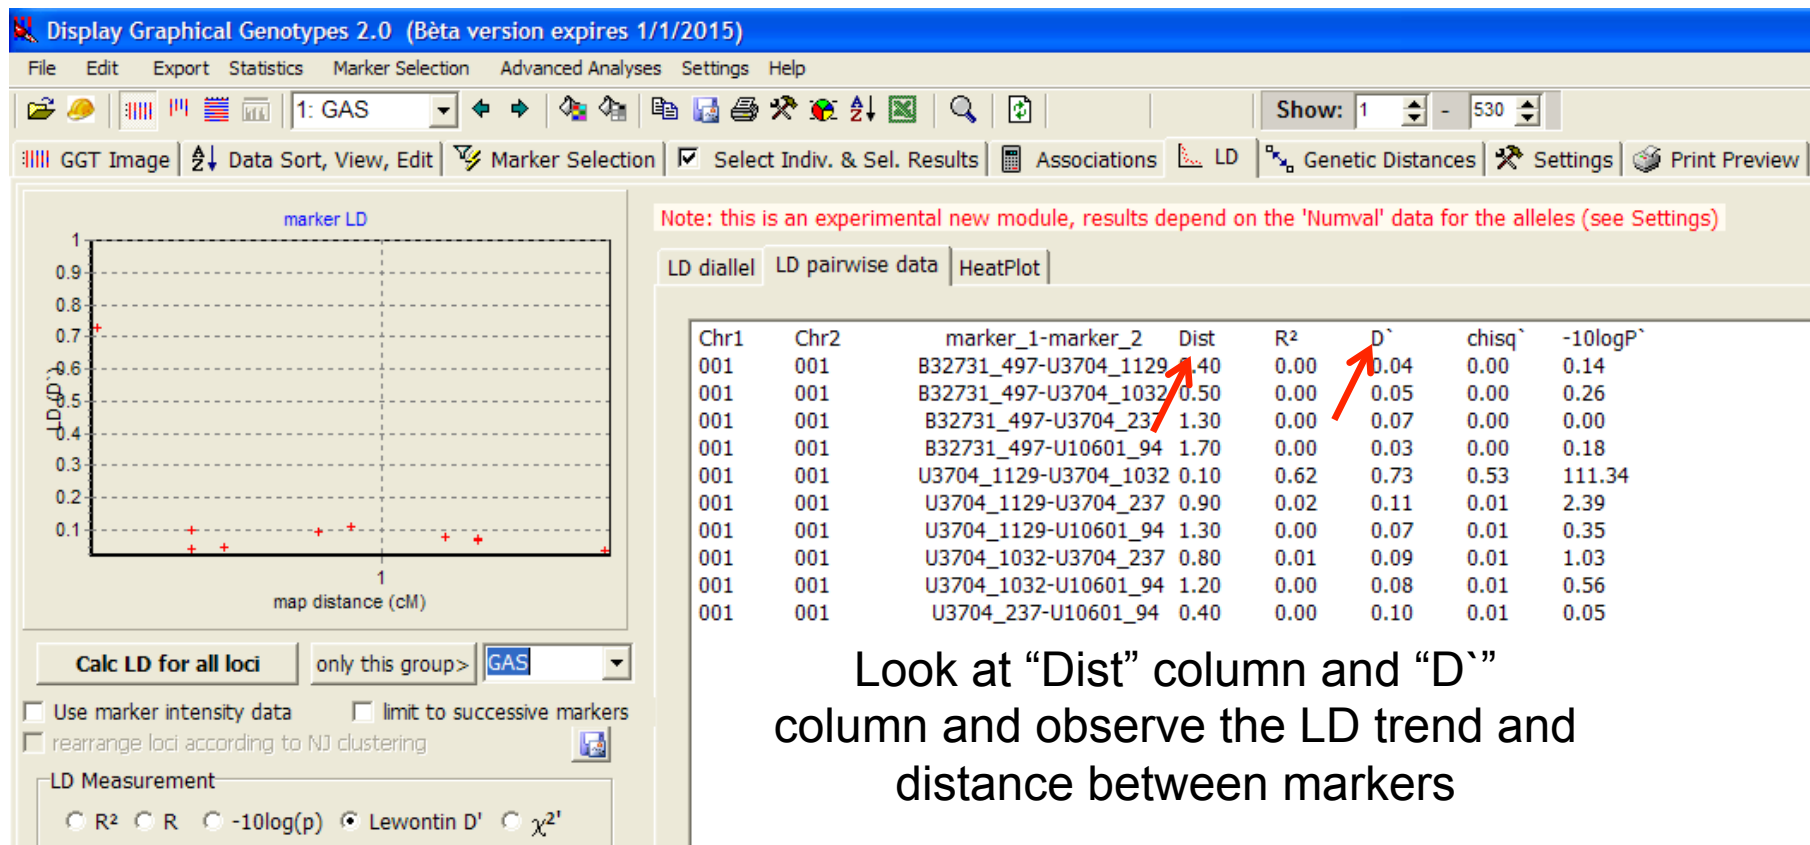 Display Graphical Genotypes 2.0 (Bèta version expires 1/1/2015)
File Edit Export Statistics Marker Selection Advanced Analyses Settings Help
1: GAS Show: 1 - 530
GGT Image Data Sort, View, Edit Marker Selection Select Indiv. & Sel. Results Associations LD Genetic Distances Settings Print Preview
marker LD
1
0.9
0.8
0.7
0.6
0.5
0.4
0.3
0.2
0.1
LD (D`)
1
map distance (cM)
Note: this is an experimental new module, results depend on the 'Numval' data for the alleles (see Settings)
LD diallel LD pairwise data HeatPlot
Chr1 Chr2 marker_1-marker_2 Dist R² D` chisq` -10logP`
001 001 B32731_497-U3704_1129 0.40 0.00 0.04 0.00 0.14
001 001 B32731_497-U3704_1032 0.50 0.00 0.05 0.00 0.26
001 001 B32731_497-U3704_237 1.30 0.00 0.07 0.00 0.00
001 001 B32731_497-U10601_94 1.70 0.00 0.03 0.00 0.18
001 001 U3704_1129-U3704_1032 0.10 0.62 0.73 0.53 111.34
001 001 U3704_1129-U3704_237 0.90 0.02 0.11 0.01 2.39
001 001 U3704_1129-U10601_94 1.30 0.00 0.07 0.01 0.35
001 001 U3704_1032-U3704_237 0.80 0.01 0.09 0.01 1.03
001 001 U3704_1032-U10601_94 1.20 0.00 0.08 0.01 0.56
001 001 U3704_237-U10601_94 0.40 0.00 0.10 0.01 0.05
Look at “Dist” column and “D`”
column and observe the LD trend and
distance between markers
Calc LD for all loci only this group> GAS
Use marker intensity data limit to successive markers
rearrange loci according to NJ clustering
LD Measurement
R² R -10log(p) Lewontin D' χ²'